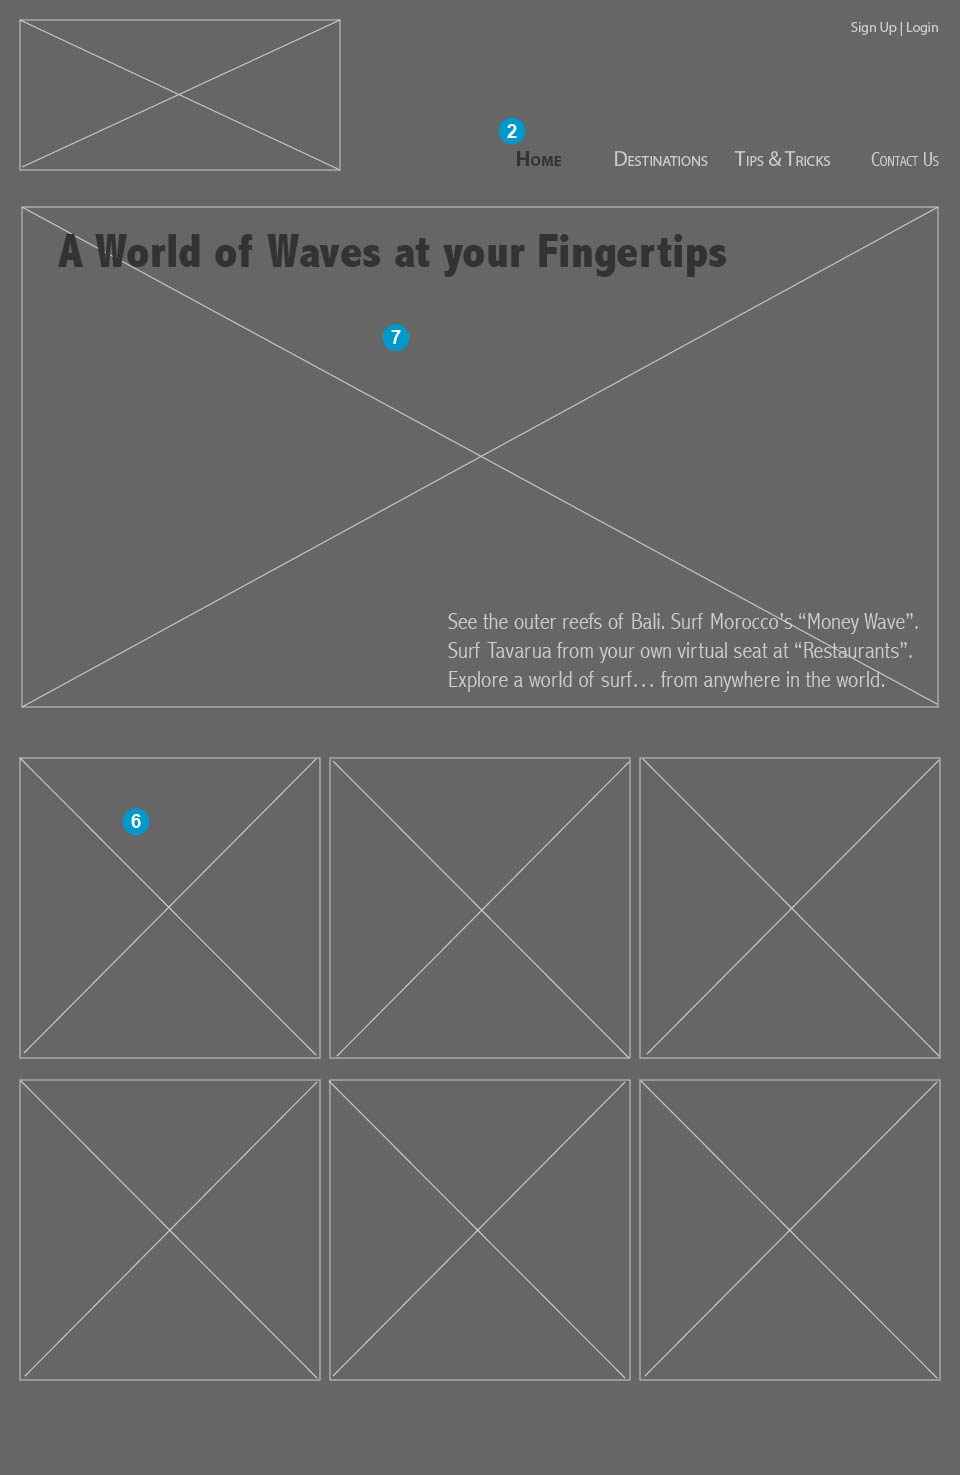 Sign Up | Login
2
Home Destinations Tips & Tricks Contact Us
A World of Waves at your Fingertips
7
See the outer reefs of Bali. Surf Morocco’s “Money Wave”.
Surf Tavarua from your own virtual seat at “Restaurants”.
Explore a world of surf… from anywhere in the world.
6